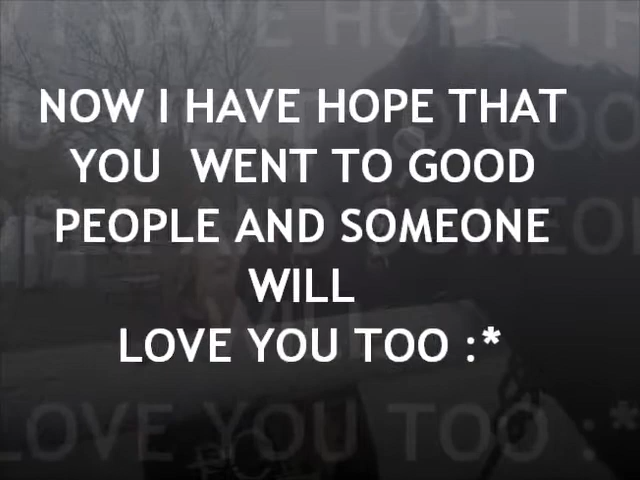 NOW I HAVE HOPE THAT
YOU WENT TO GOOD
PEOPLE AND SOMEONE
WILL
LOVE YOU TOO :*